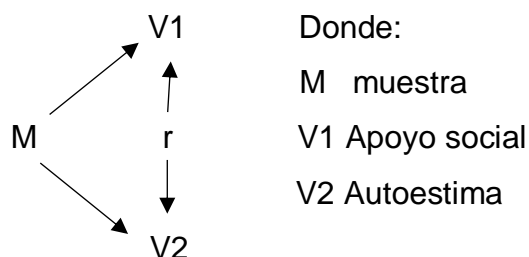 V1
M
r
V2
Donde:
M muestra
V1 Apoyo social
V2 Autoestima